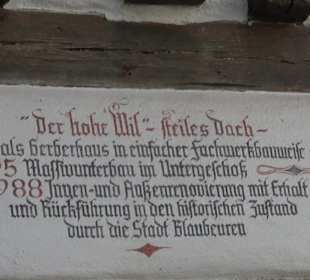 "Der hohe Wil" - steiles Dach -
als Gerberhaus in einfacher Fachwerkbauweise
5 Massivunterbau im Untergeschoß
988 Innen- und Außenrenovierung mit Erhalt
und Rückführung in den historischen Zustand
durch die Stadt Blaubeuren